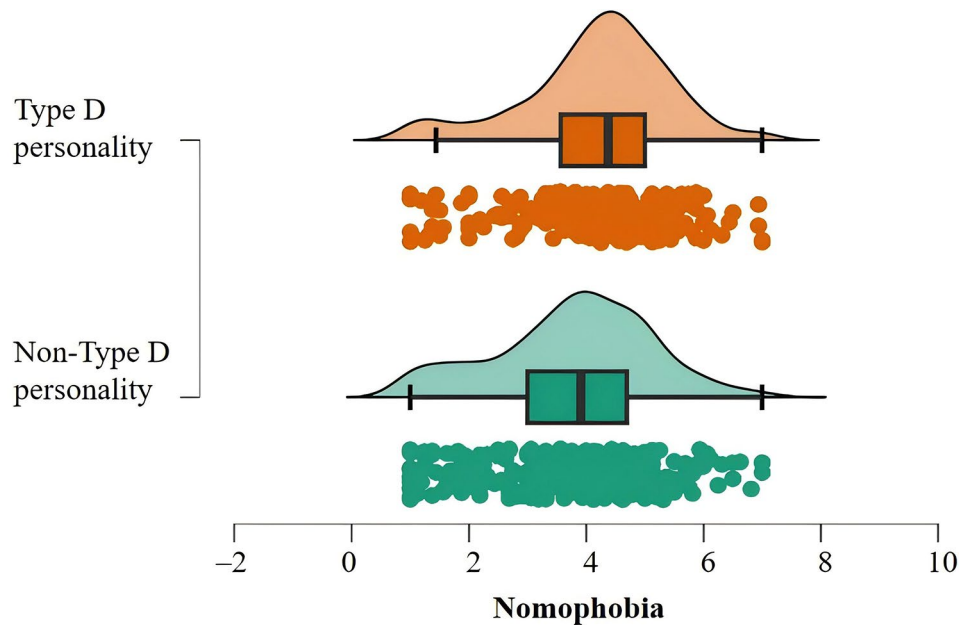 Type D
personality
Non-Type D
personality
–2 0 2 4 6 8 10
Nomophobia